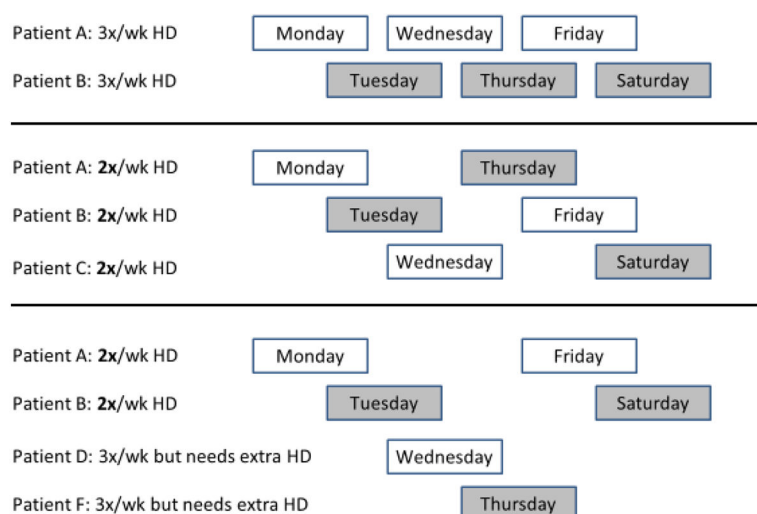 Patient A: 3x/wk HD Monday Wednesday Friday
Patient B: 3x/wk HD Tuesday Thursday Saturday
Patient A: 2x/wk HD Monday Thursday
Patient B: 2x/wk HD Tuesday Friday
Patient C: 2x/wk HD Wednesday Saturday
Patient A: 2x/wk HD Monday Friday
Patient B: 2x/wk HD Tuesday Saturday
Patient D: 3x/wk but needs extra HD Wednesday
Patient F: 3x/wk but needs extra HD Thursday